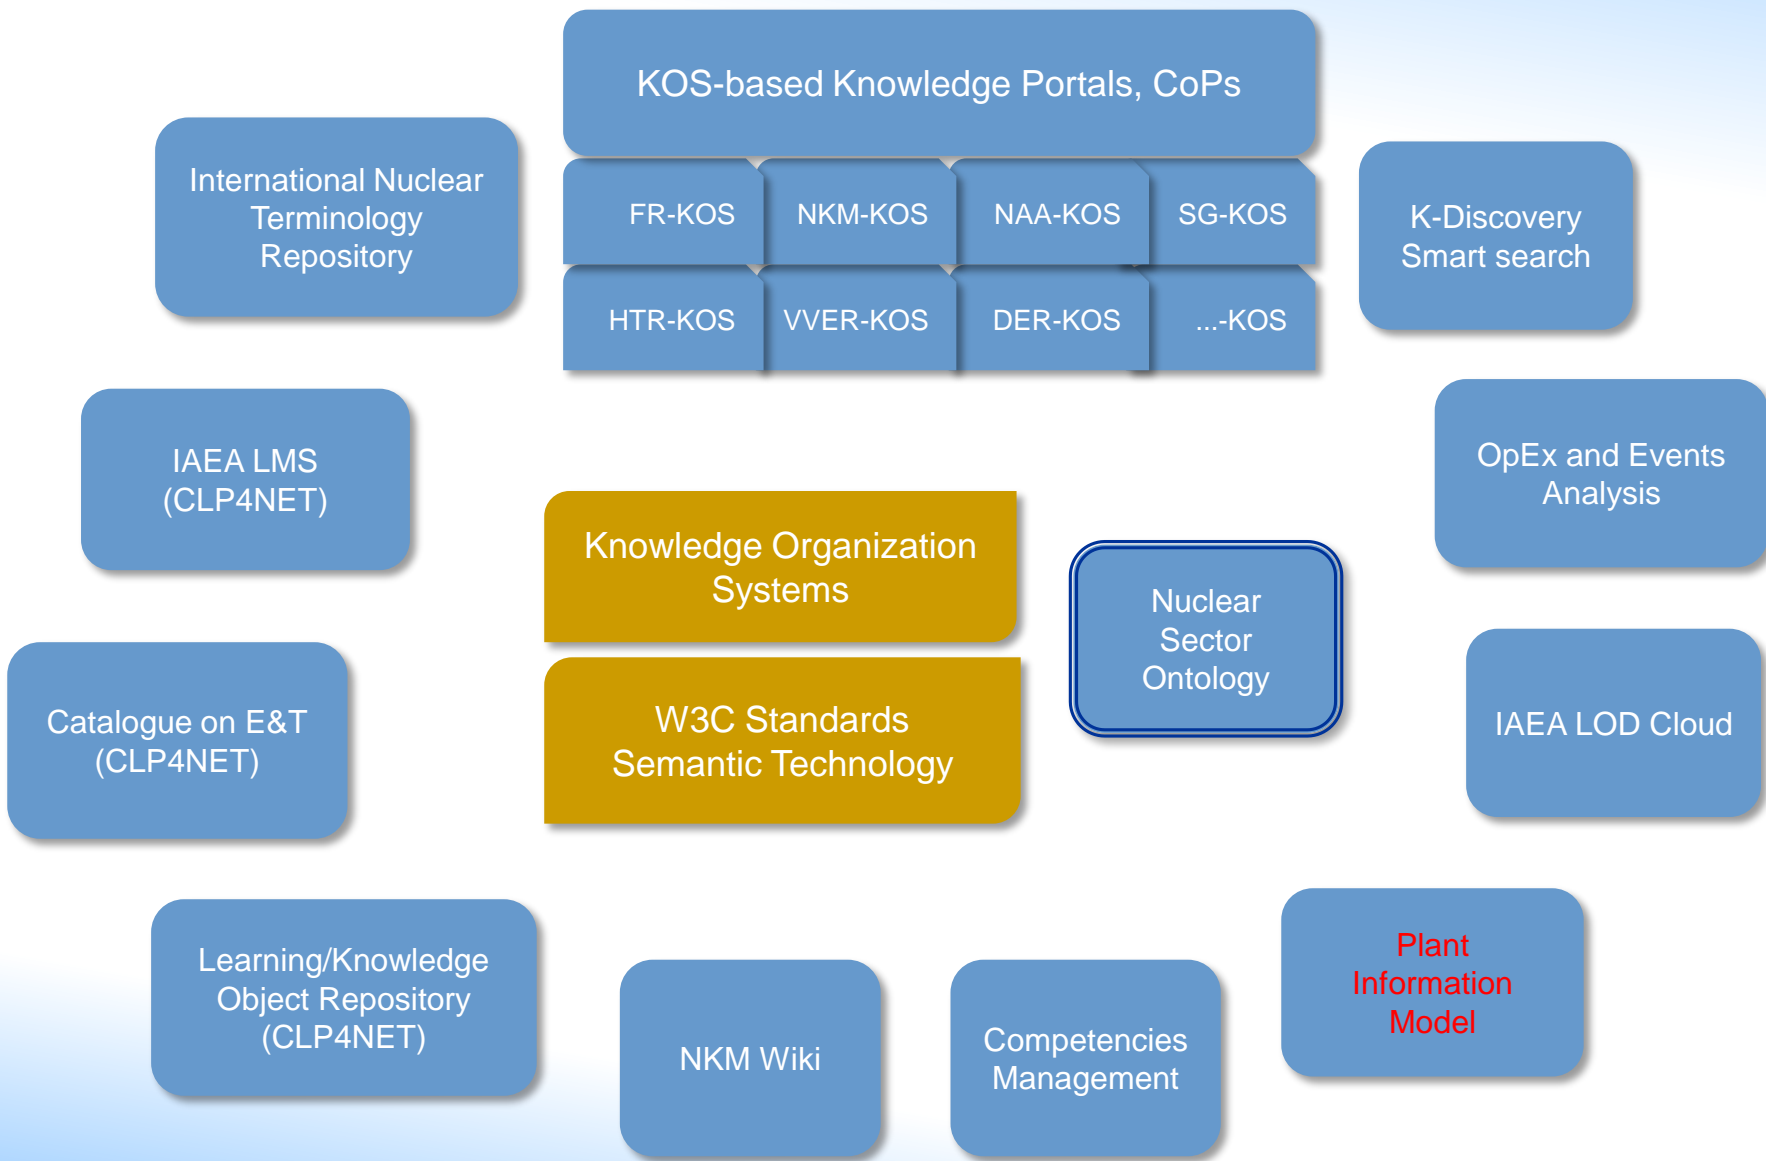 KOS-based Knowledge Portals, CoPs
International Nuclear
Terminology
Repository
FR-KOS
NKM-KOS
NAA-KOS
SG-KOS
K-Discovery
Smart search
HTR-KOS
VVER-KOS
DER-KOS
...-KOS
IAEA LMS
(CLP4NET)
OpEx and Events
Analysis
Knowledge Organization
Systems
Nuclear
Sector
Ontology
Catalogue on E&T
(CLP4NET)
W3C Standards
Semantic Technology
IAEA LOD Cloud
Learning/Knowledge
Object Repository
(CLP4NET)
NKM Wiki
Competencies
Management
Plant
Information
Model